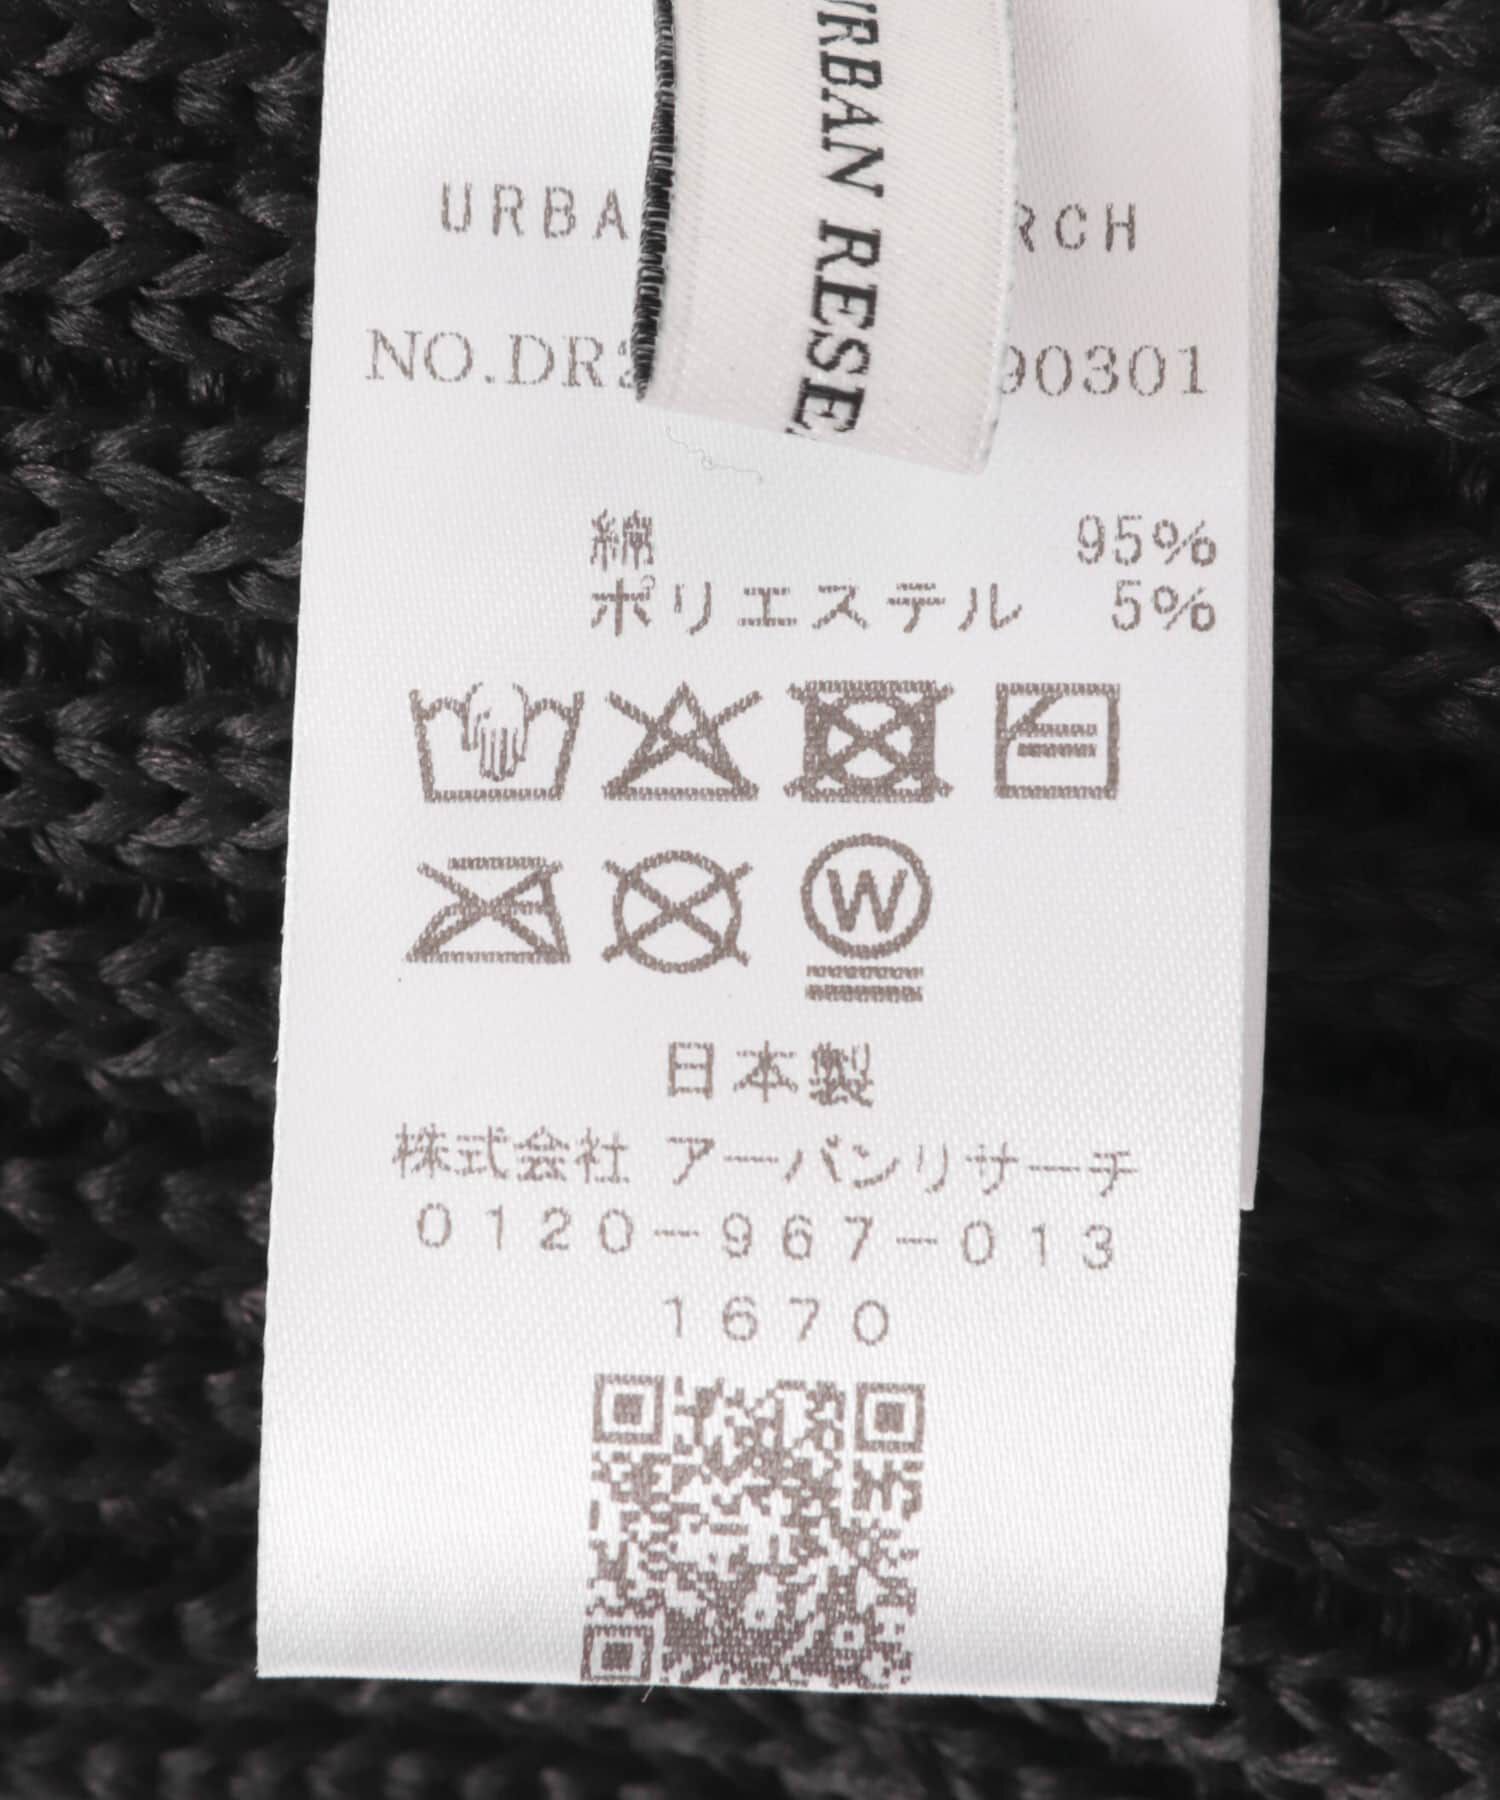 URBAN RESE
URBA RCH
NO.DR2 90301
綿 95%
ポリエステル 5%
W
日本製
株式会社 アーバンリサーチ
0120-967-013
1670